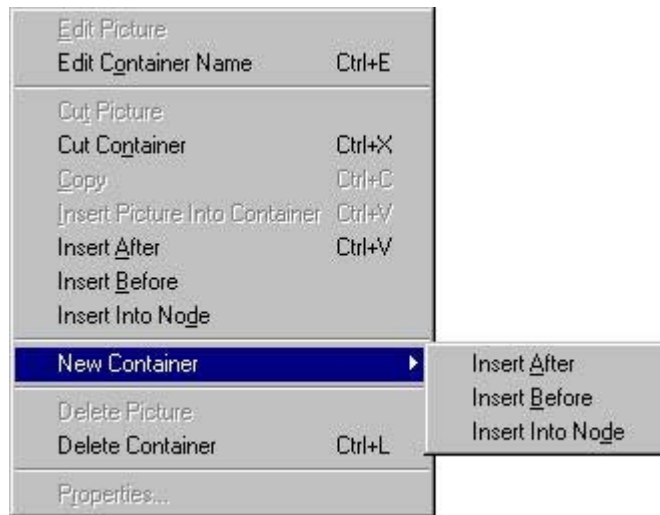 Edit Picture
Edit Container Name Ctrl+E
Cut Picture
Cut Container Ctrl+X
Copy Ctrl+C
Insert Picture Into Container Ctrl+V
Insert After Ctrl+V
Insert Before
Insert Into Node
New Container
Insert After
Insert Before
Insert Into Node
Delete Picture
Delete Container Ctrl+L
Properties...